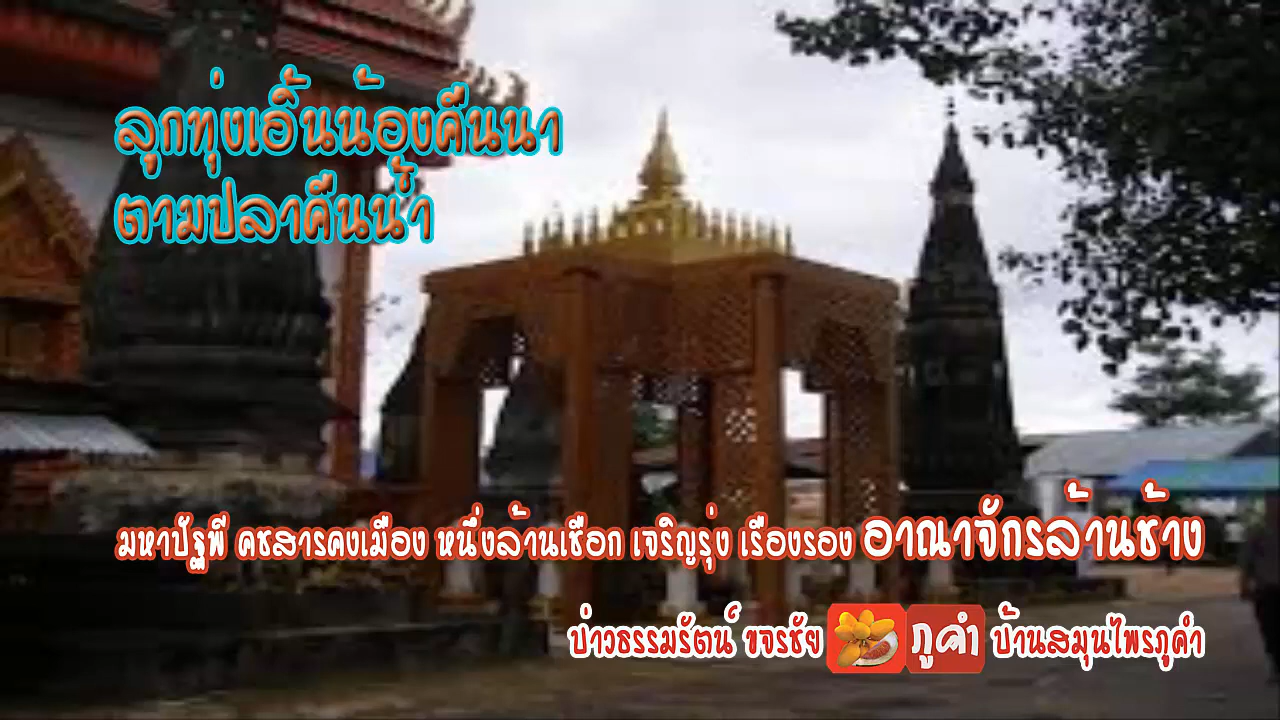 ลูกทุ่งเอิ้นน้องคืนนา
ตามปลาคืนน้ำ
มหาปัฐพี คชสารคงเมือง หนึ่งล้านเชือก เจริญรุ่ง เรืองรอง อาณาจักรล้านช้าง
บ่าวธรรมรัตน์ ขจรชัย ภูคำ บ้านสมุนไพรภูคำ